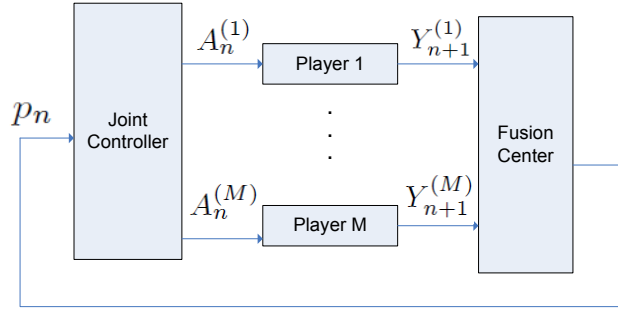 A_n^{(1)}
Player 1
Y_{n+1}^{(1)}
p_n
Joint
Controller
.
.
.
Fusion
Center
A_n^{(M)}
Player M
Y_{n+1}^{(M)}